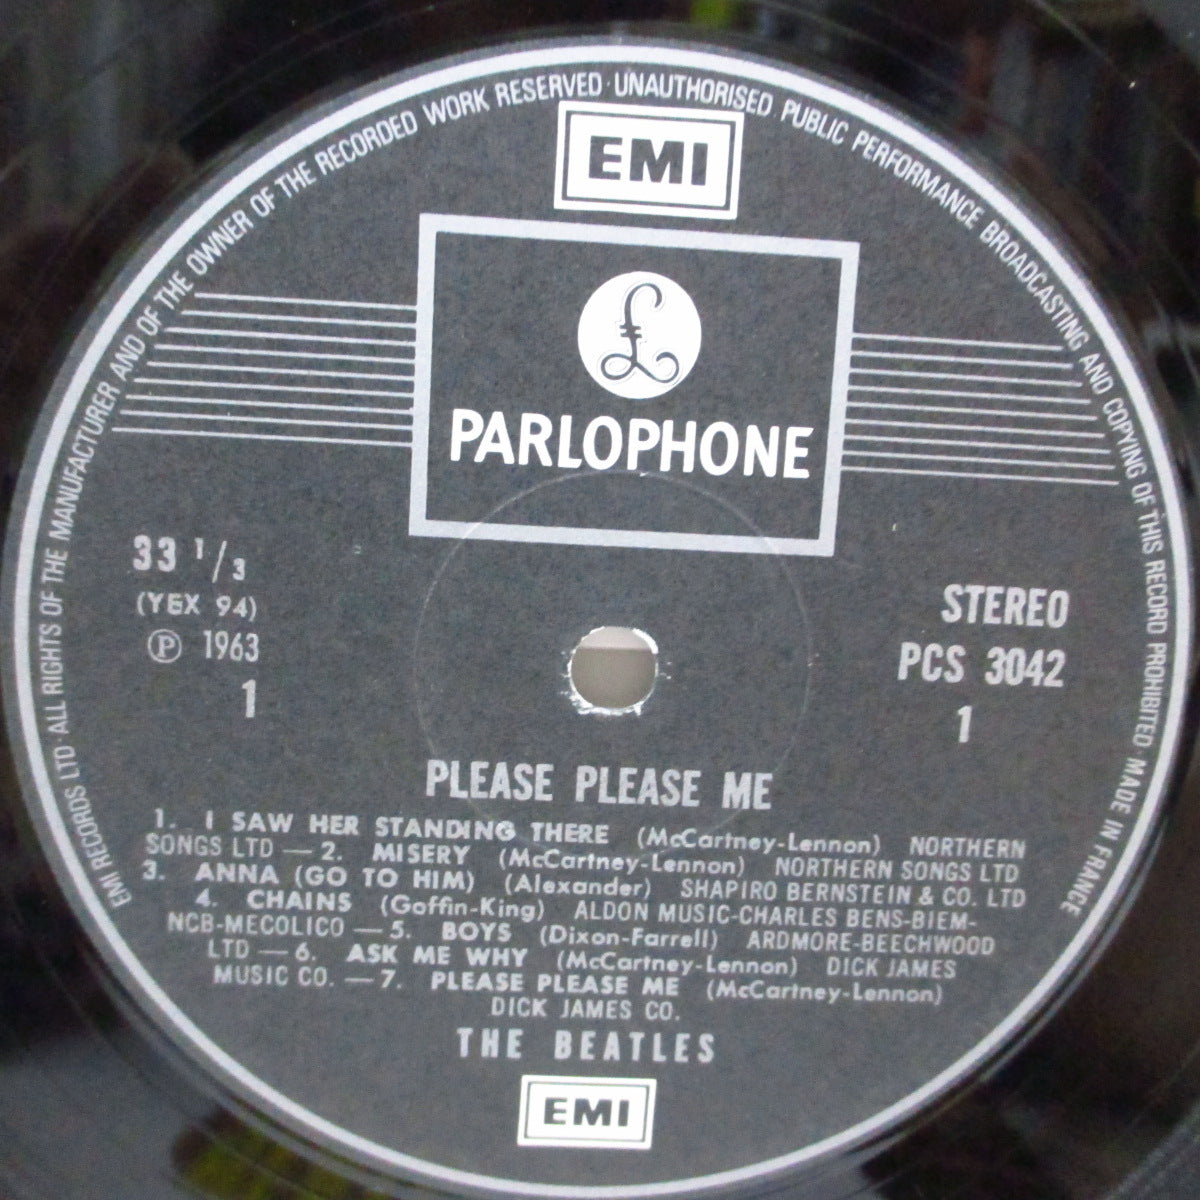 EMI RECORDS LTD · ALL RIGHTS OF THE MANUFACTURER AND OF THE OWNER OF THE RECORDED WORK RESERVED · UNAUTHORISED PUBLIC PERFORMANCE BROADCASTING AND COPYING OF THIS RECORD PROHIBITED · MADE IN FRANCE
EMI
£
PARLOPHONE
33 1/3
(YEX 94)
Ⓟ 1963
1
STEREO
PCS 3042
1
PLEASE PLEASE ME
1. I SAW HER STANDING THERE (McCartney-Lennon) NORTHERN
SONGS LTD — 2. MISERY (McCartney-Lennon) NORTHERN SONGS LTD
3. ANNA (GO TO HIM) (Alexander) SHAPIRO BERNSTEIN & CO. LTD
4. CHAINS (Goffin-King) ALDON MUSIC-CHARLES BENS-BIEM-
NCB-MECOLICO — 5. BOYS (Dixon-Farrell) ARDMORE-BEECHWOOD
LTD — 6. ASK ME WHY (McCartney-Lennon) DICK JAMES
MUSIC CO. — 7. PLEASE PLEASE ME (McCartney-Lennon)
DICK JAMES CO.
THE BEATLES
EMI